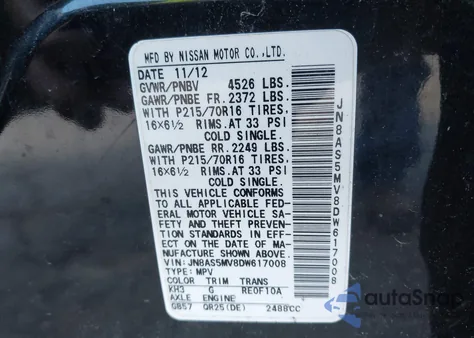 MFD BY NISSAN MOTOR CO.,LTD.
DATE 11/12
GVWR/PNBV 4526 LBS.
GAWR/PNBE FR. 2372 LBS.
WITH P215/70R16 TIRES.
16X6½ RIMS.AT 33 PSI
COLD SINGLE.
GAWR/PNBE RR. 2249 LBS.
WITH P215/70R16 TIRES.
16X6½ RIMS.AT 33 PSI
COLD SINGLE.
THIS VEHICLE CONFORMS
TO ALL APPLICABLE FED-
ERAL MOTOR VEHICLE SA-
FETY AND THEFT PREV-
ENTION STANDARDS IN EFF-
ECT ON THE DATE OF MAN-
UFACTURE SHOWN ABOVE.
VIN:JN8AS5MV8DW617008
TYPE: MPV
COLOR TRIM TRANS
KH3 G RE0F10A
AXLE ENGINE
GB57 QR25(DE) 2488CC
JN8AS5MV8DW617008
autoSnap